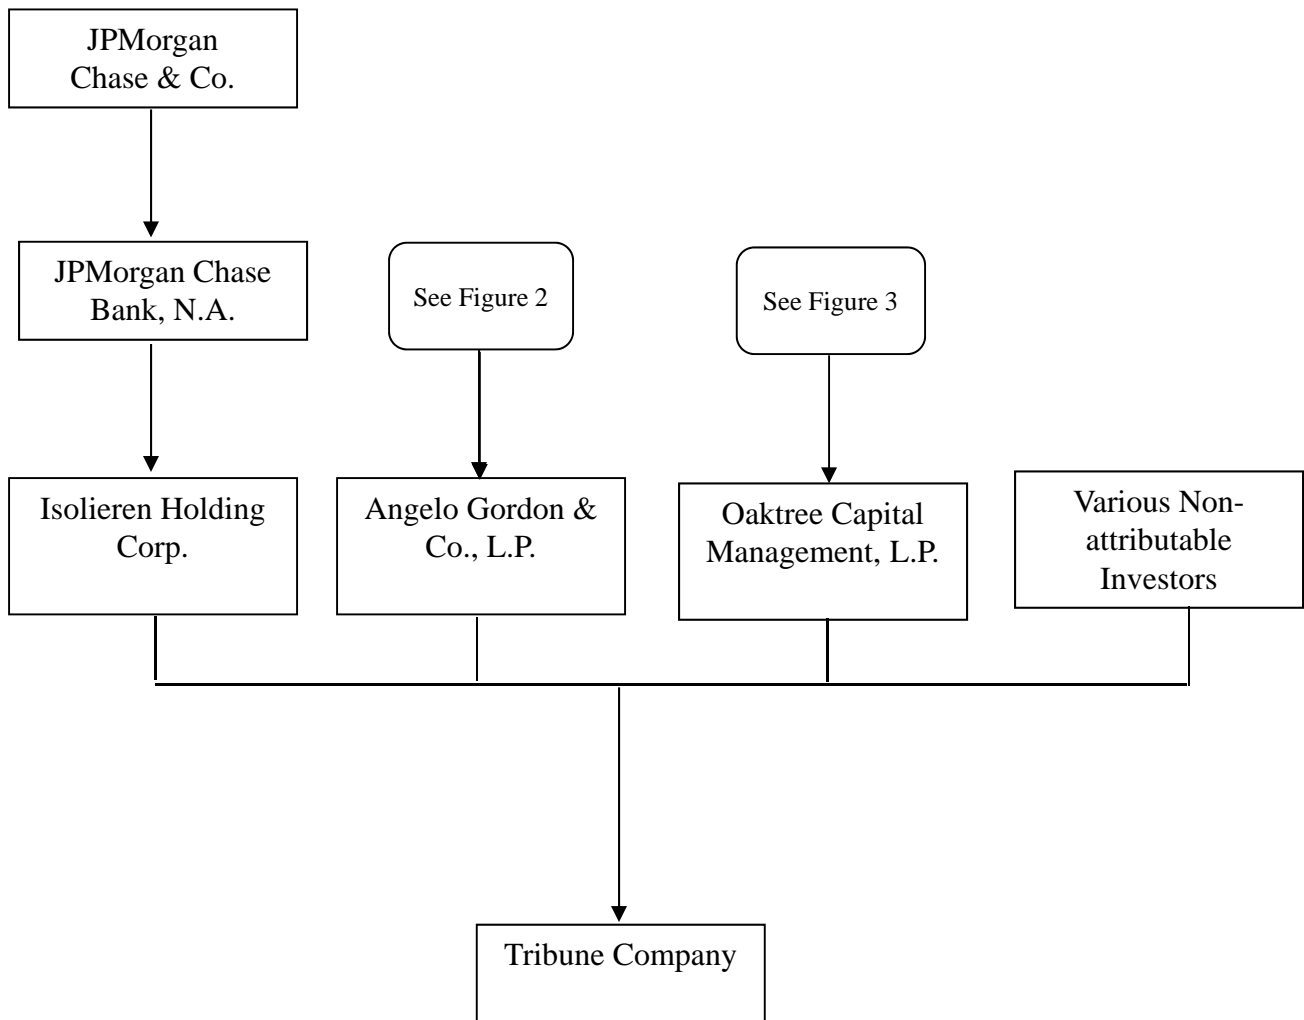 JPMorgan
Chase & Co.
JPMorgan Chase
Bank, N.A.
See Figure 2
See Figure 3
Isolieren Holding
Corp.
Angelo Gordon &
Co., L.P.
Oaktree Capital
Management, L.P.
Various Non-
attributable
Investors
Tribune Company